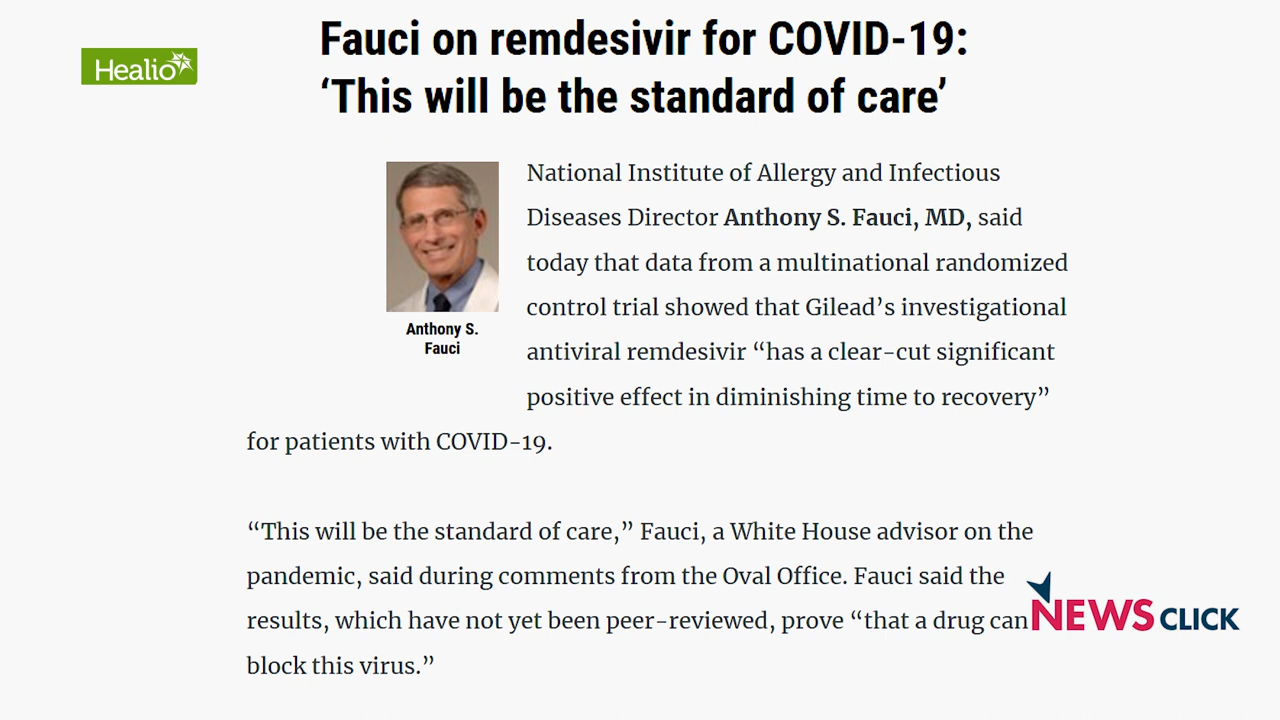 Healio
Fauci on remdesivir for COVID-19:
‘This will be the standard of care’
Anthony S.
Fauci
National Institute of Allergy and Infectious
Diseases Director Anthony S. Fauci, MD, said
today that data from a multinational randomized
control trial showed that Gilead’s investigational
antiviral remdesivir “has a clear-cut significant
positive effect in diminishing time to recovery”
for patients with COVID-19.
“This will be the standard of care,” Fauci, a White House advisor on the
pandemic, said during comments from the Oval Office. Fauci said the
results, which have not yet been peer-reviewed, prove “that a drug can
block this virus.”
NEWS CLICK